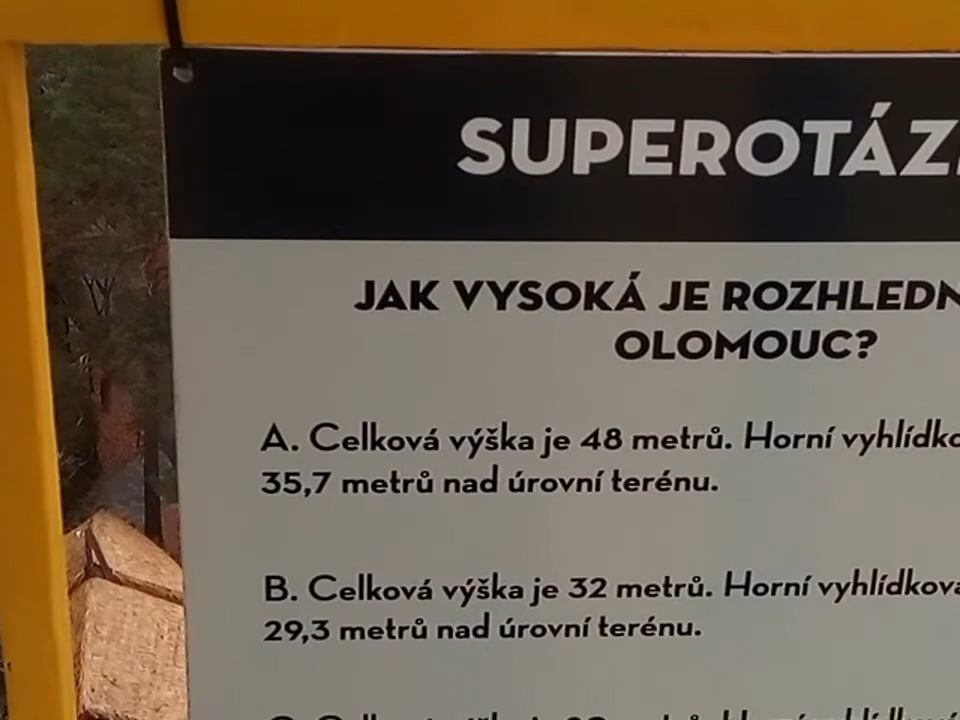 SUPEROTÁZ
JAK VYSOKÁ JE ROZHLEDN
OLOMOUC?
A. Celková výška je 48 metrů. Horní vyhlídko
35,7 metrů nad úrovní terénu.
B. Celková výška je 32 metrů. Horní vyhlídková
29,3 metrů nad úrovní terénu.